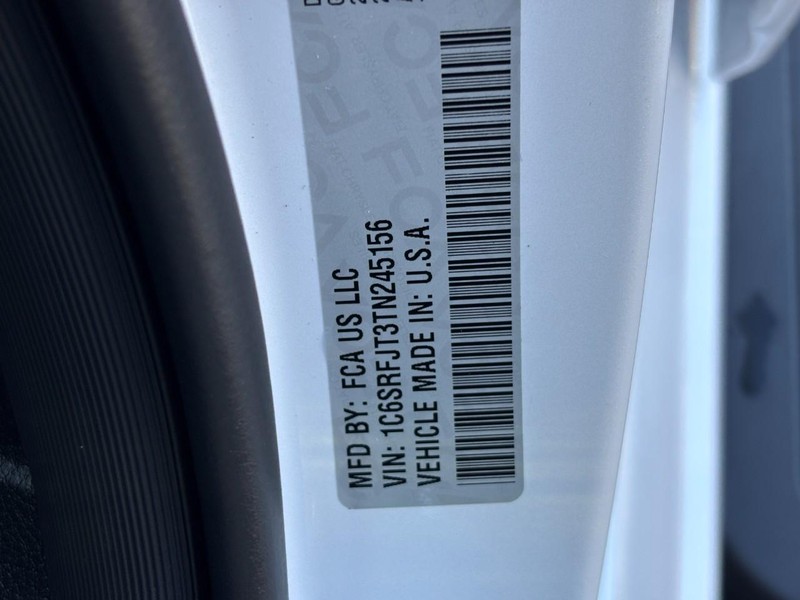 MFD BY: FCA US LLC
VIN: 1C6SRFJT3TN245156
VEHICLE MADE IN: U.S.A.